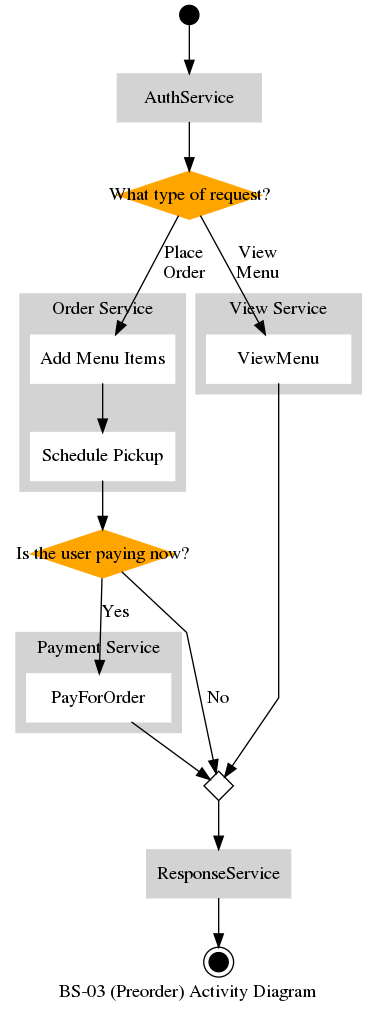 AuthService
What type of request?
Place
Order
View
Menu
Order Service
View Service
Add Menu Items
ViewMenu
Schedule Pickup
Is the user paying now?
Yes
Payment Service
PayForOrder
No
ResponseService
BS-03 (Preorder) Activity Diagram